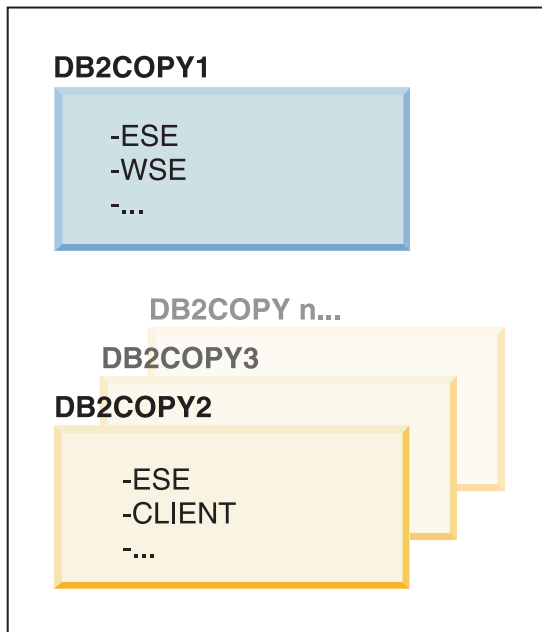 DB2COPY1
-ESE
-WSE
-...
DB2COPY n...
DB2COPY3
DB2COPY2
-ESE
-CLIENT
-...